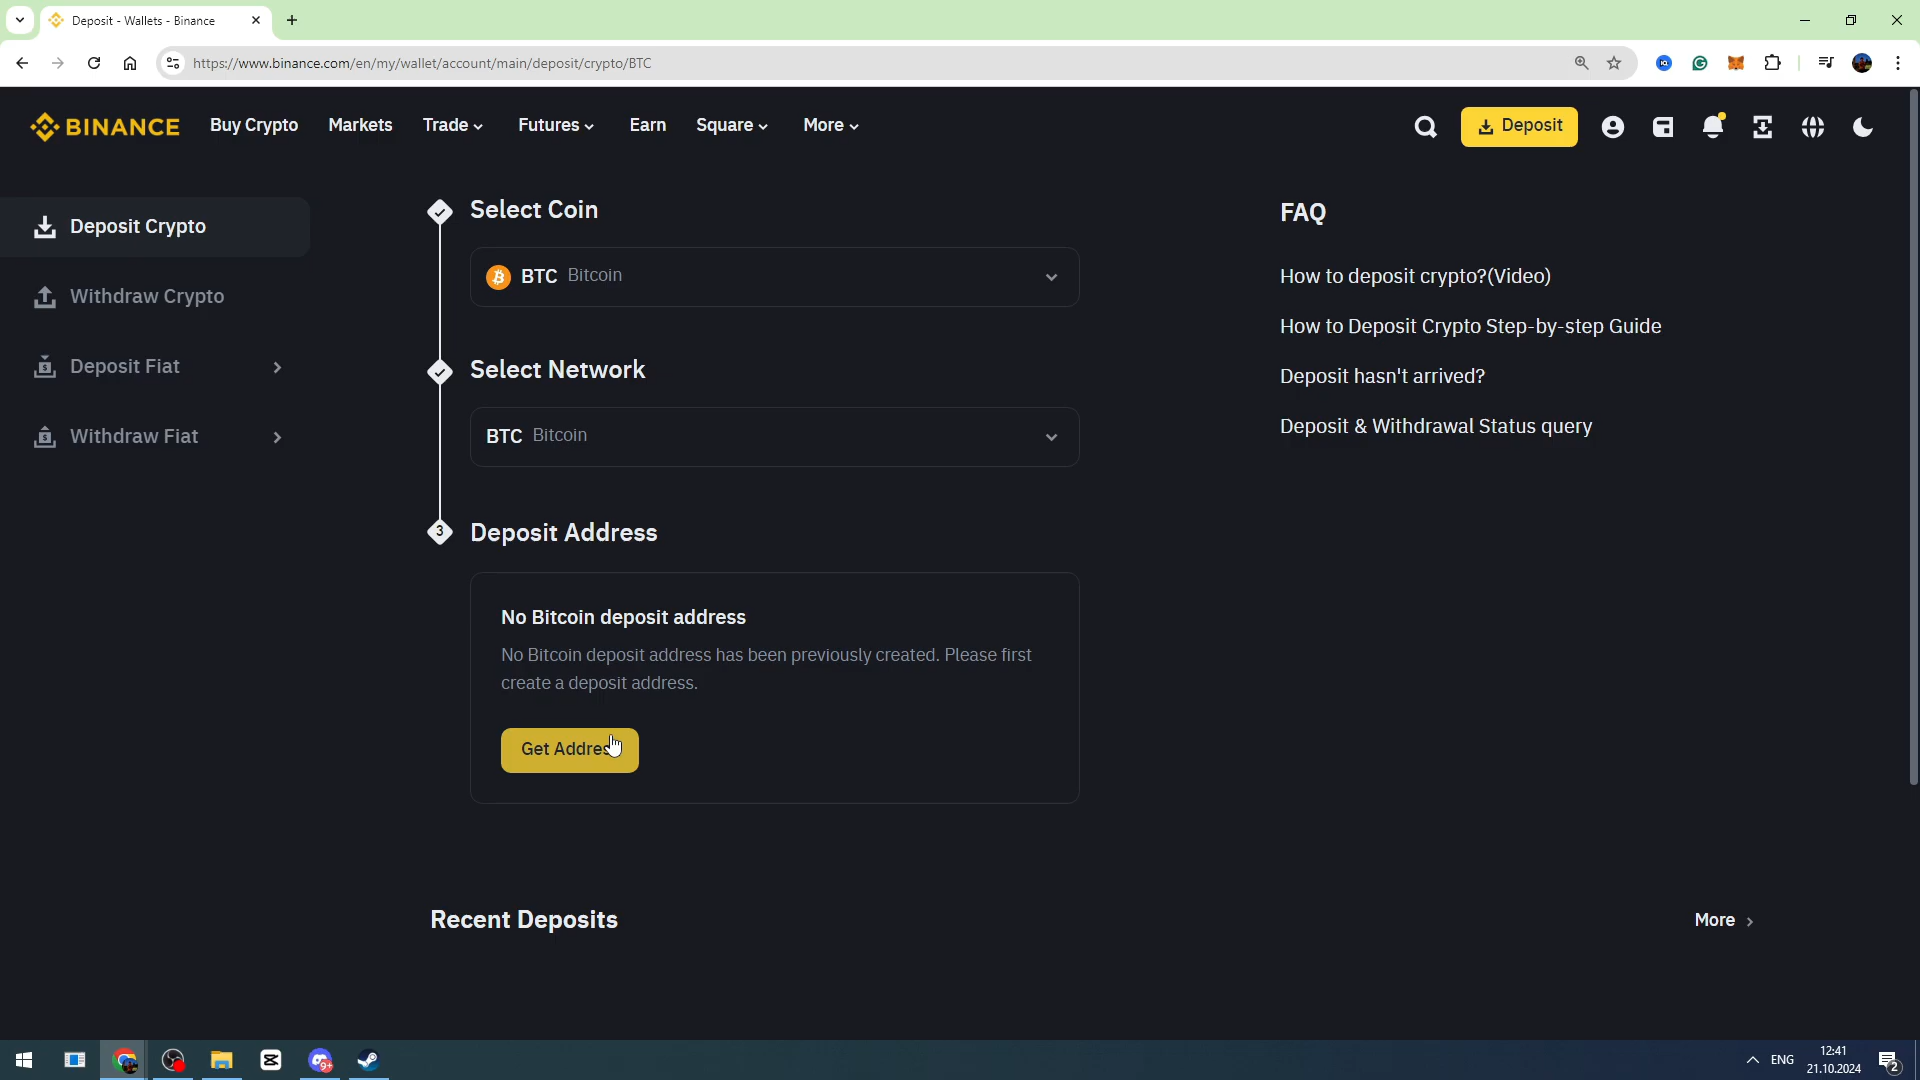 Deposit - Wallets - Binance
https://www.binance.com/en/my/wallet/account/main/deposit/crypto/BTC
BINANCE
Buy Crypto
Markets
Trade
Futures
Earn
Square
More
Deposit
Deposit Crypto
Withdraw Crypto
Deposit Fiat
Withdraw Fiat
Select Coin
BTC Bitcoin
Select Network
BTC Bitcoin
3 Deposit Address
No Bitcoin deposit address
No Bitcoin deposit address has been previously created. Please first
create a deposit address.
Get Addres
FAQ
How to deposit crypto?(Video)
How to Deposit Crypto Step-by-step Guide
Deposit hasn't arrived?
Deposit & Withdrawal Status query
Recent Deposits
More
9+
ENG
12:41
21.10.2024
2